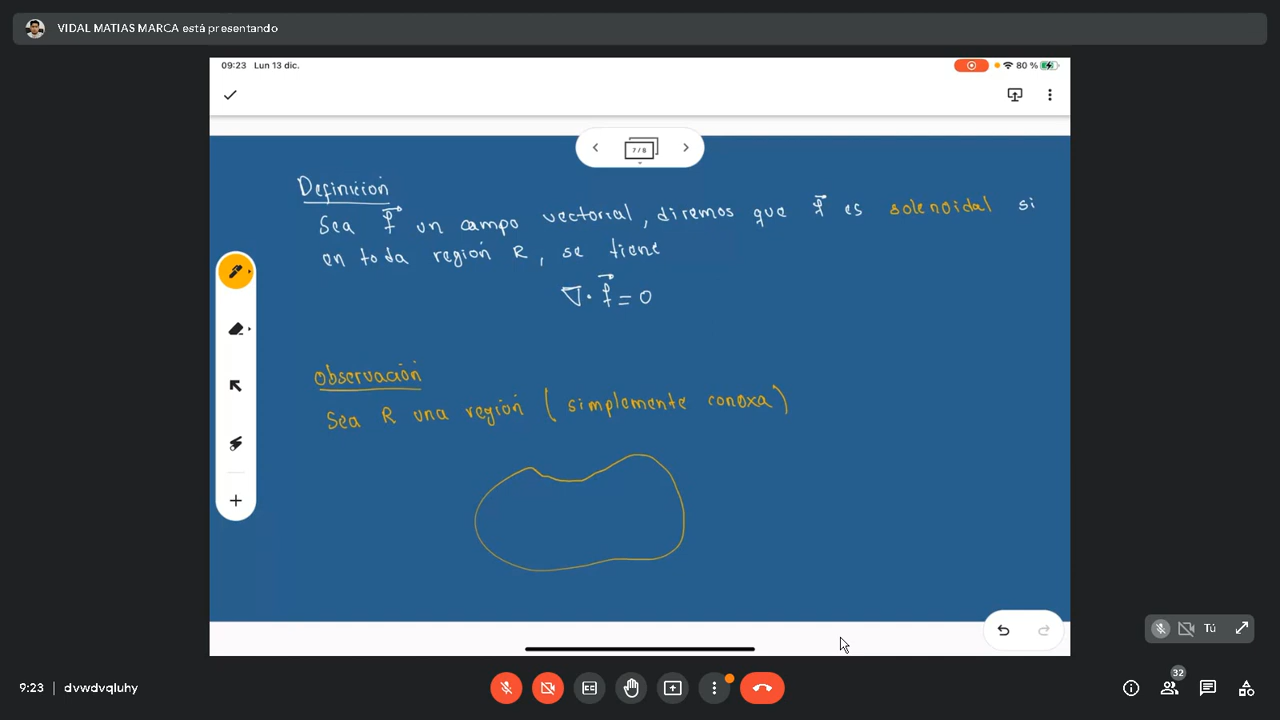 VIDAL MATIAS MARCA está presentando
09:23 Lun 13 dic.
80 %
7/8
Definición
Sea f un campo vectorial, diremos que f es solenoidal si
en toda región R, se tiene
∇·f⃗ = 0
Observación
Sea R una región (simplemente conexa)
Tú
9:23 | dvwdvqluhy
32